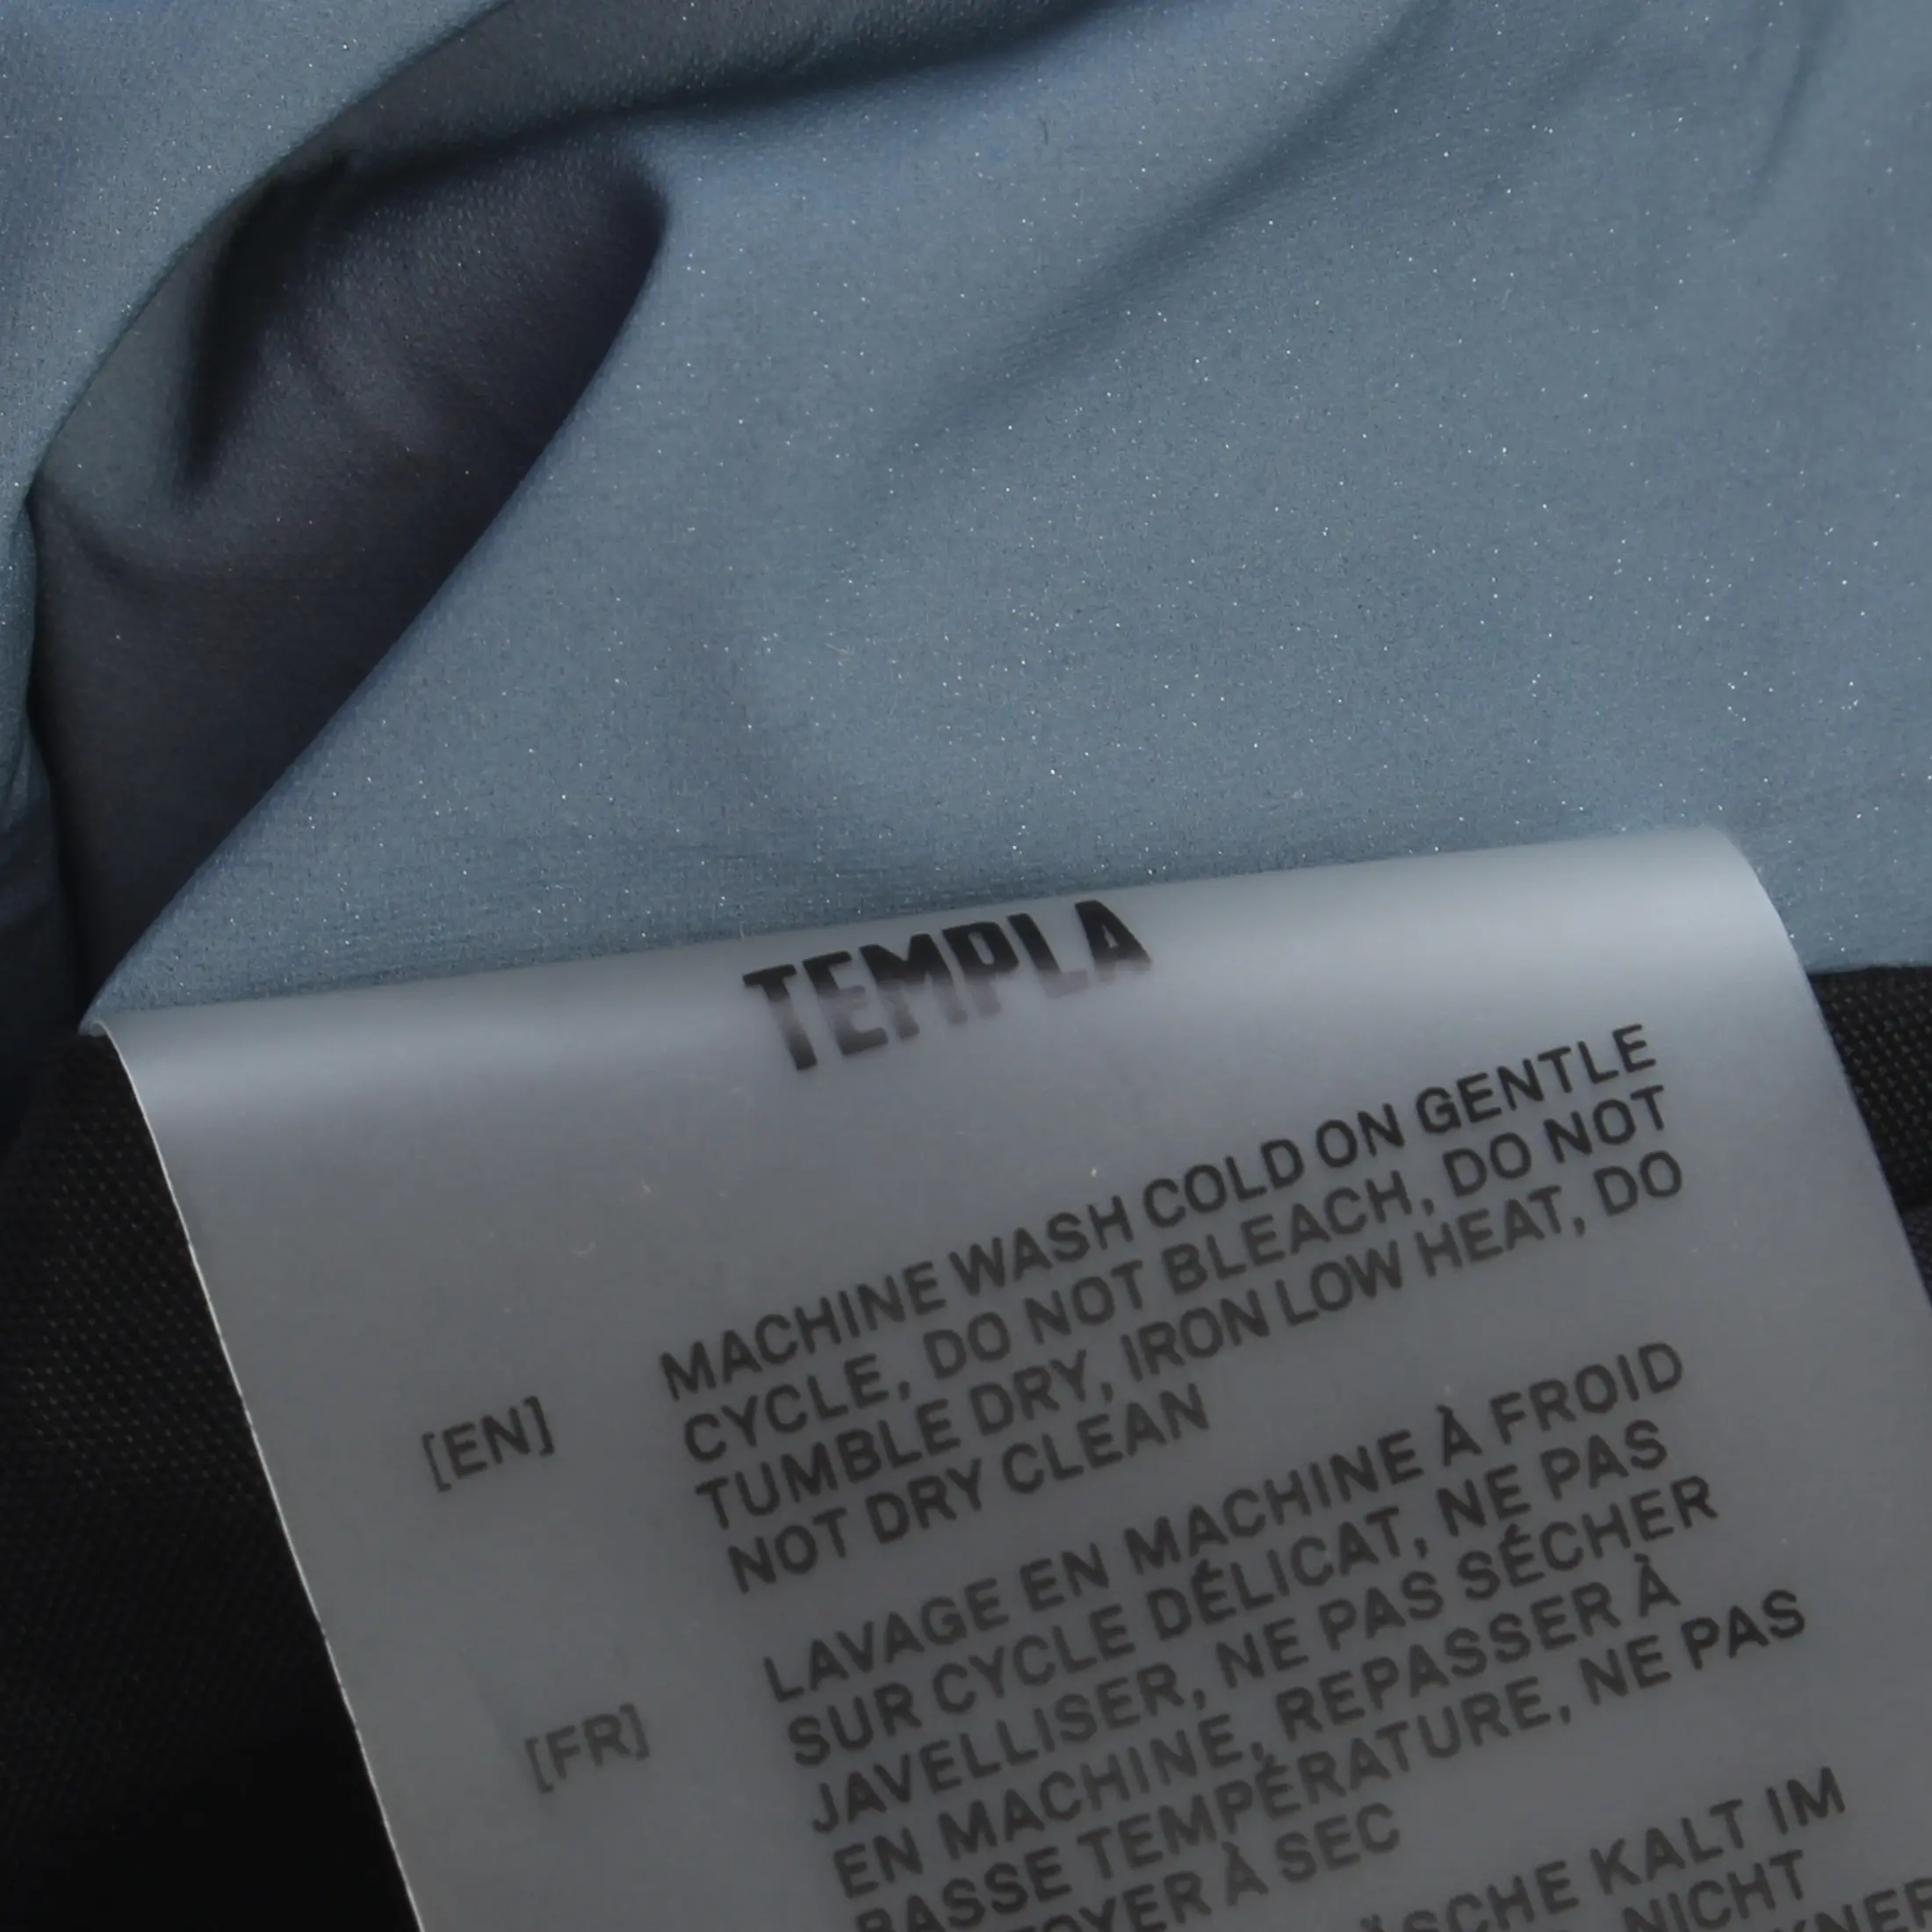 TEMPLA
[EN]
MACHINE WASH COLD ON GENTLE
CYCLE, DO NOT BLEACH, DO NOT
TUMBLE DRY, IRON LOW HEAT, DO
NOT DRY CLEAN
[FR]
LAVAGE EN MACHINE À FROID
SUR CYCLE DÉLICAT, NE PAS
JAVELLISER, NE PAS SÉCHER
EN MACHINE, REPASSER À
BASSE TEMPÉRATURE, NE PAS
À SEC
KALT IM
NICHT